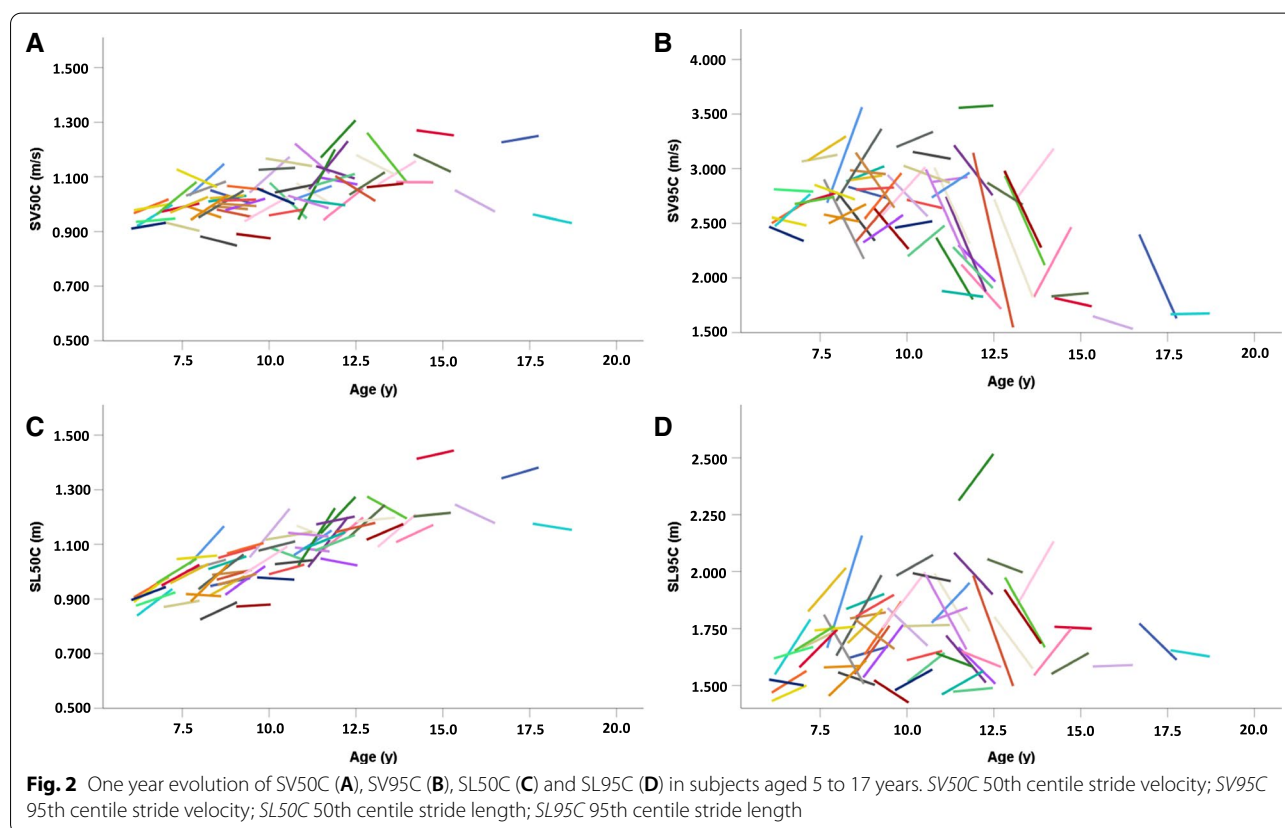 A
SV50C (m/s)
1.500
1.300
1.100
0.900
0.700
0.500
7.5 10.0 12.5 15.0 17.5 20.0
Age (y)
B
SV95C (m/s)
4.000
3.500
3.000
2.500
2.000
1.500
7.5 10.0 12.5 15.0 17.5 20.0
Age (y)
C
SL50C (m)
1.500
1.300
1.100
0.900
0.700
0.500
7.5 10.0 12.5 15.0 17.5 20.0
Age (y)
D
SL95C (m)
2.500
2.250
2.000
1.750
1.500
7.5 10.0 12.5 15.0 17.5 20.0
Age (y)
Fig. 2 One year evolution of SV50C (A), SV95C (B), SL50C (C) and SL95C (D) in subjects aged 5 to 17 years. SV50C 50th centile stride velocity; SV95C
95th centile stride velocity; SL50C 50th centile stride length; SL95C 95th centile stride length